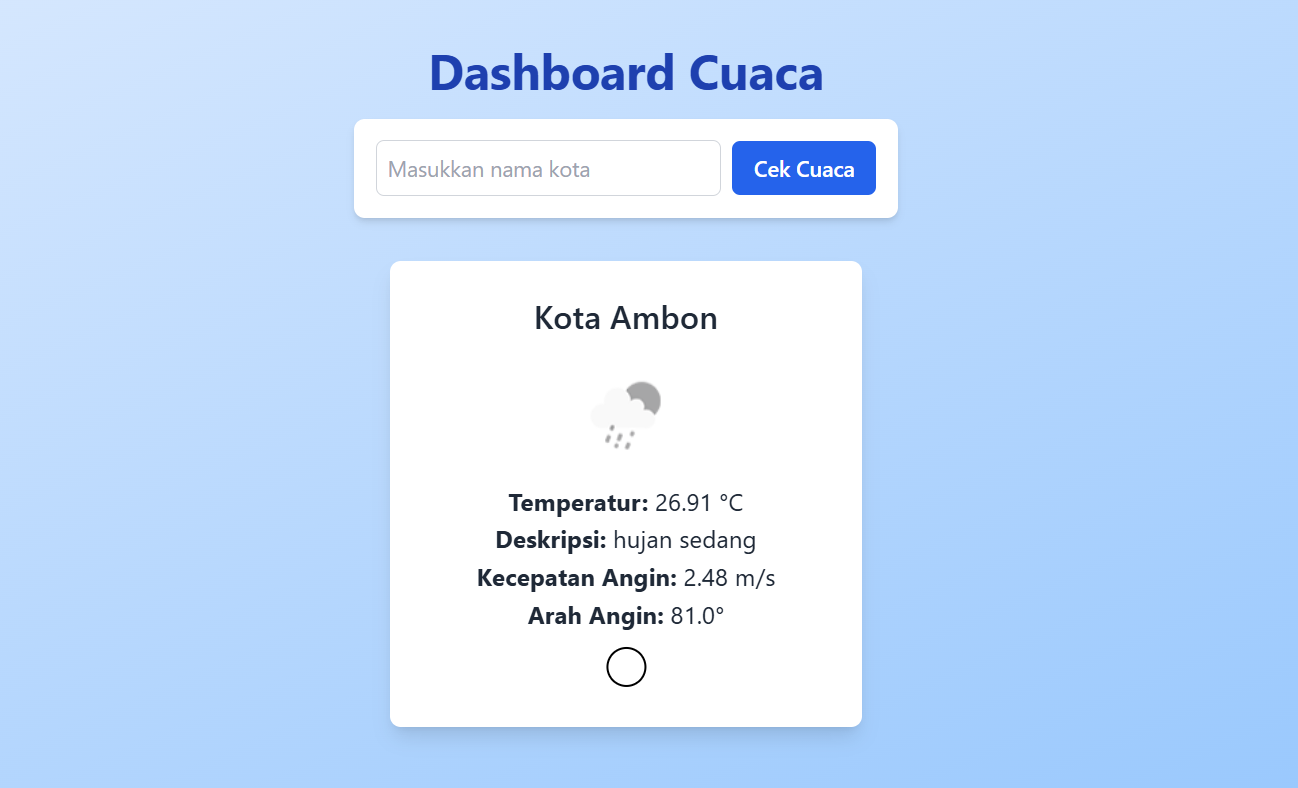 Dashboard Cuaca
Masukkan nama kota Cek Cuaca
Kota Ambon
Temperatur: 26.91 °C
Deskripsi: hujan sedang
Kecepatan Angin: 2.48 m/s
Arah Angin: 81.0°